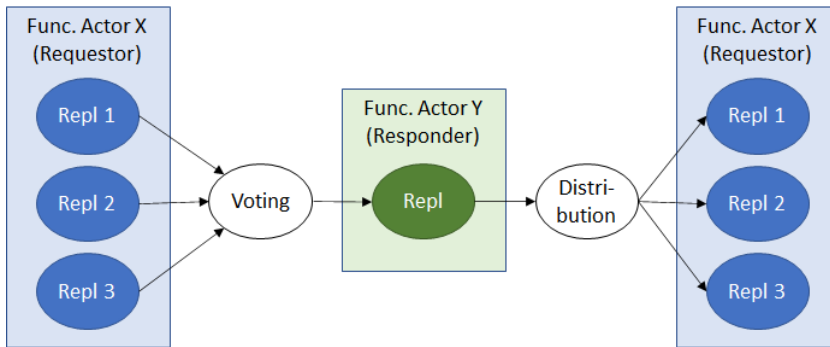 Func. Actor X
(Requestor)
Repl 1
Repl 2
Repl 3
Voting
Func. Actor Y
(Responder)
Repl
Distri-
bution
Func. Actor X
(Requestor)
Repl 1
Repl 2
Repl 3